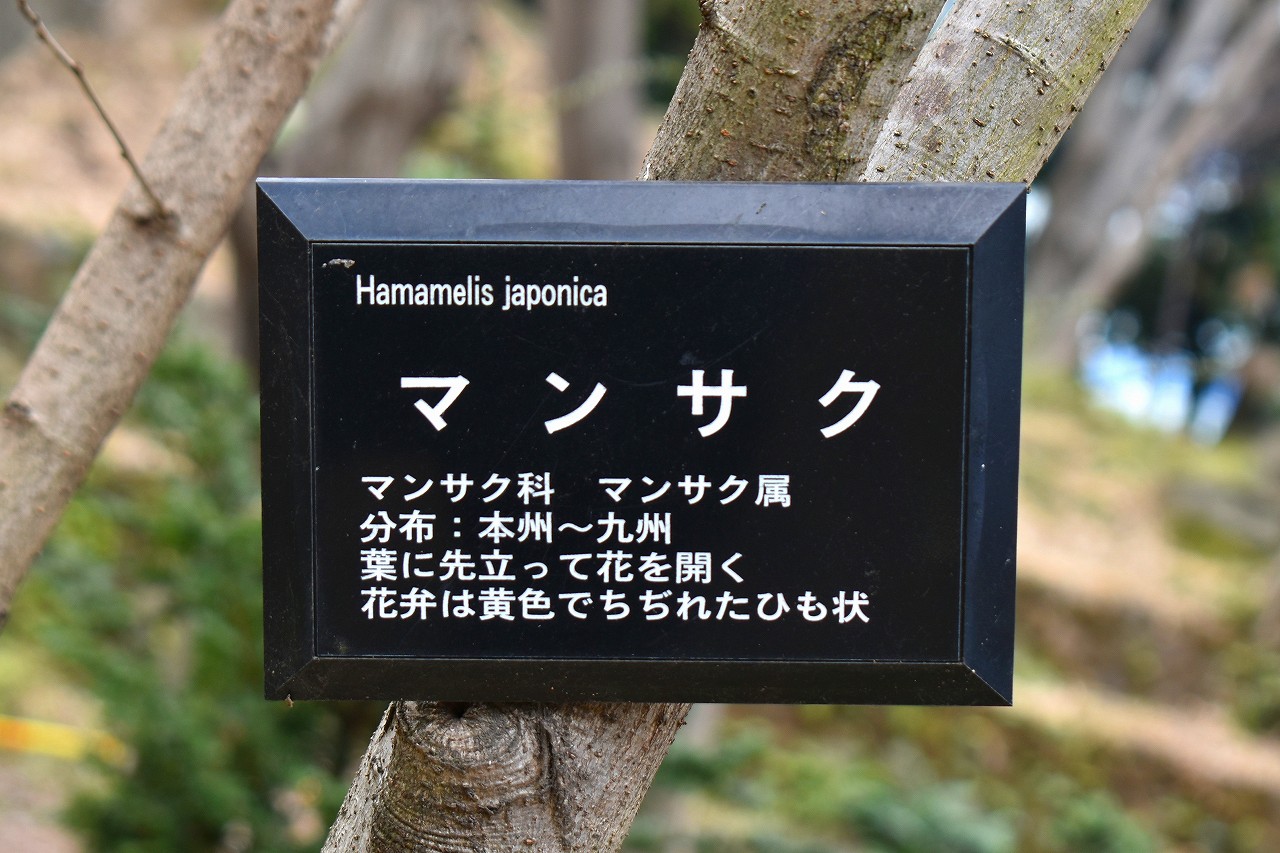 Hamamelis japonica
マンサク
マンサク科　マンサク属
分布：本州～九州
葉に先立って花を開く
花弁は黄色でちぢれたひも状